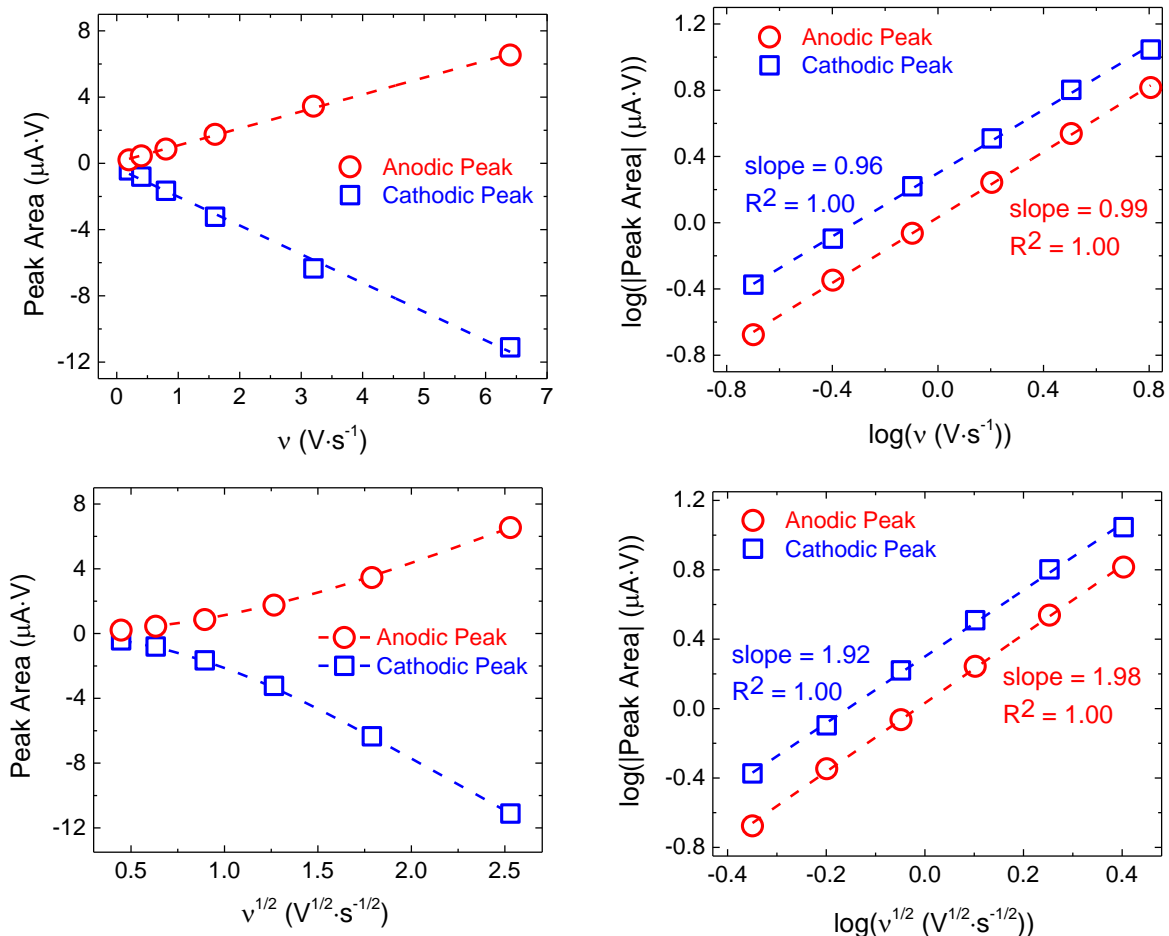 8
4
0
-4
-8
-12
Peak Area (μA·V)
Anodic Peak
Cathodic Peak
0 1 2 3 4 5 6 7
ν (V·s⁻¹)
1.2
0.8
0.4
0.0
-0.4
-0.8
log(|Peak Area| (μA·V))
Anodic Peak
Cathodic Peak
slope = 0.96
R² = 1.00
slope = 0.99
R² = 1.00
-0.8 -0.4 0.0 0.4 0.8
log(ν (V·s⁻¹))
8
4
0
-4
-8
-12
Peak Area (μA·V)
Anodic Peak
Cathodic Peak
0.5 1.0 1.5 2.0 2.5
ν¹/² (V¹/²·s⁻¹/²)
1.2
0.8
0.4
0.0
-0.4
-0.8
log(|Peak Area| (μA·V))
Anodic Peak
Cathodic Peak
slope = 1.92
R² = 1.00
slope = 1.98
R² = 1.00
-0.4 -0.2 0.0 0.2 0.4
log(ν¹/² (V¹/²·s⁻¹/²))